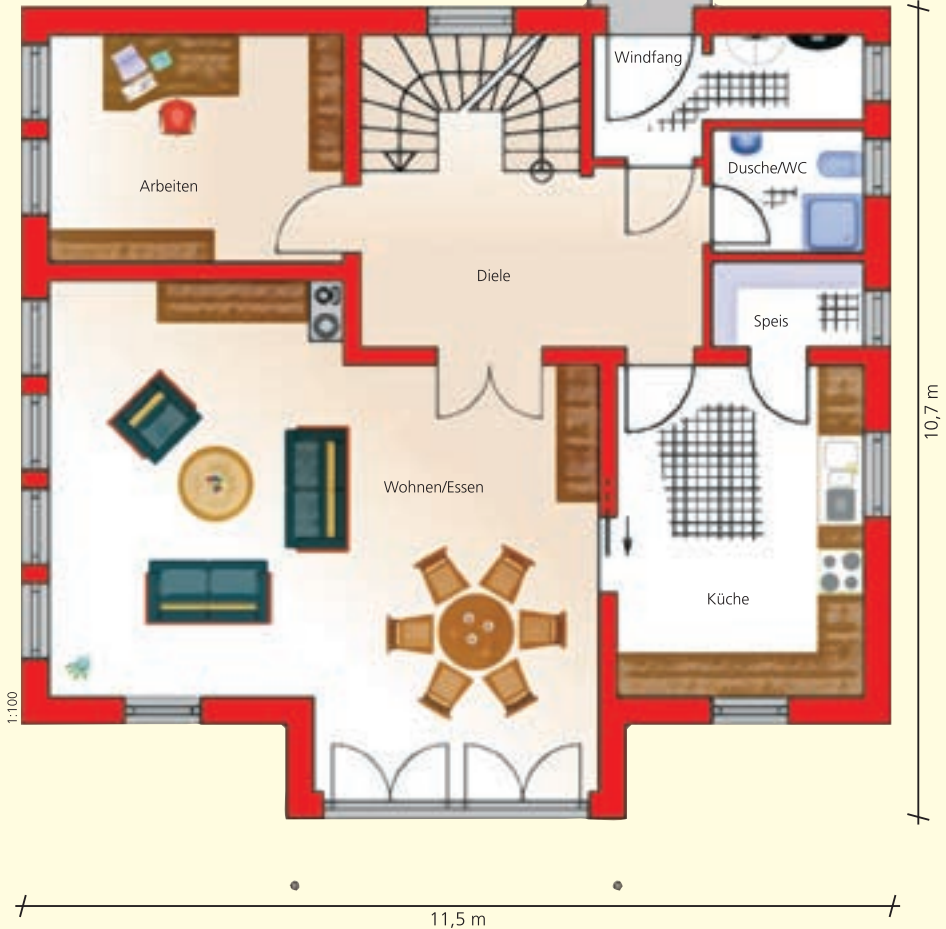 Windfang
Dusche/WC
Arbeiten
Diele
Speis
10,7 m
Wohnen/Essen
Küche
1:100
11,5 m